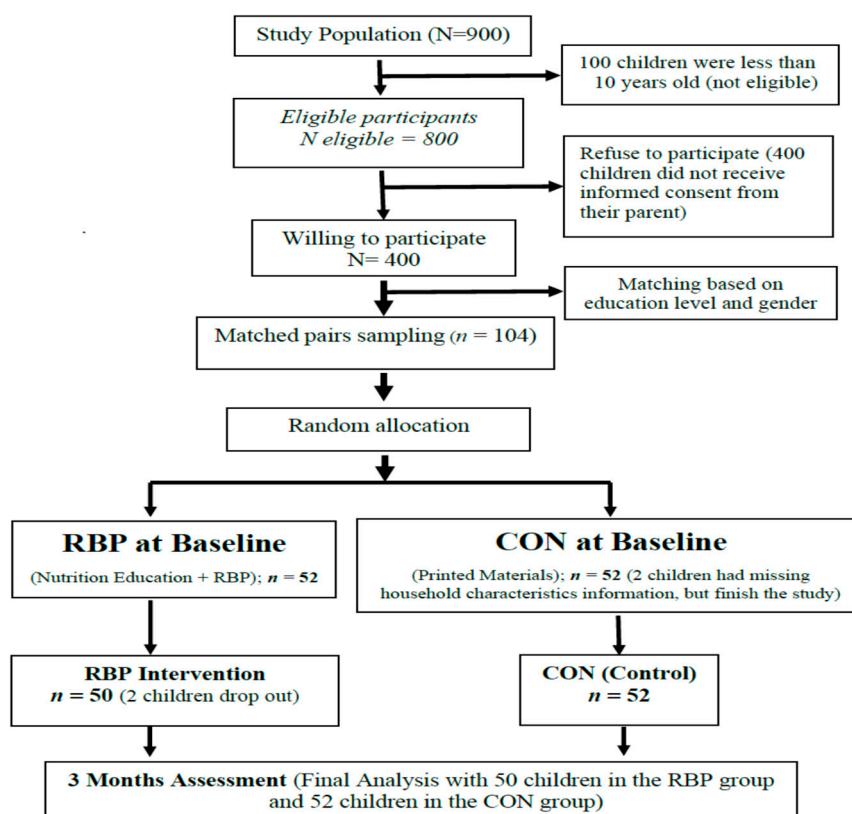 Study Population (N=900)
100 children were less
than
10 years old (not eligible)
Eligible participants
N eligible = 800
Refuse to participate (400
children did not receive
informed consent from
their parent)
Willing to participate
N= 400
Matching based on
education level and gender
Matched pairs sampling (n = 104)
Random allocation
RBP at Baseline
(Nutrition Education + RBP); n = 52
CON at Baseline
(Printed Materials); n = 52 (2 children had missing
household characteristics information, but finish the study)
RBP Intervention
n = 50 (2 children drop out)
CON (Control)
n = 52
3 Months Assessment (Final Analysis with 50 children in the RBP group
and 52 children in the CON group)